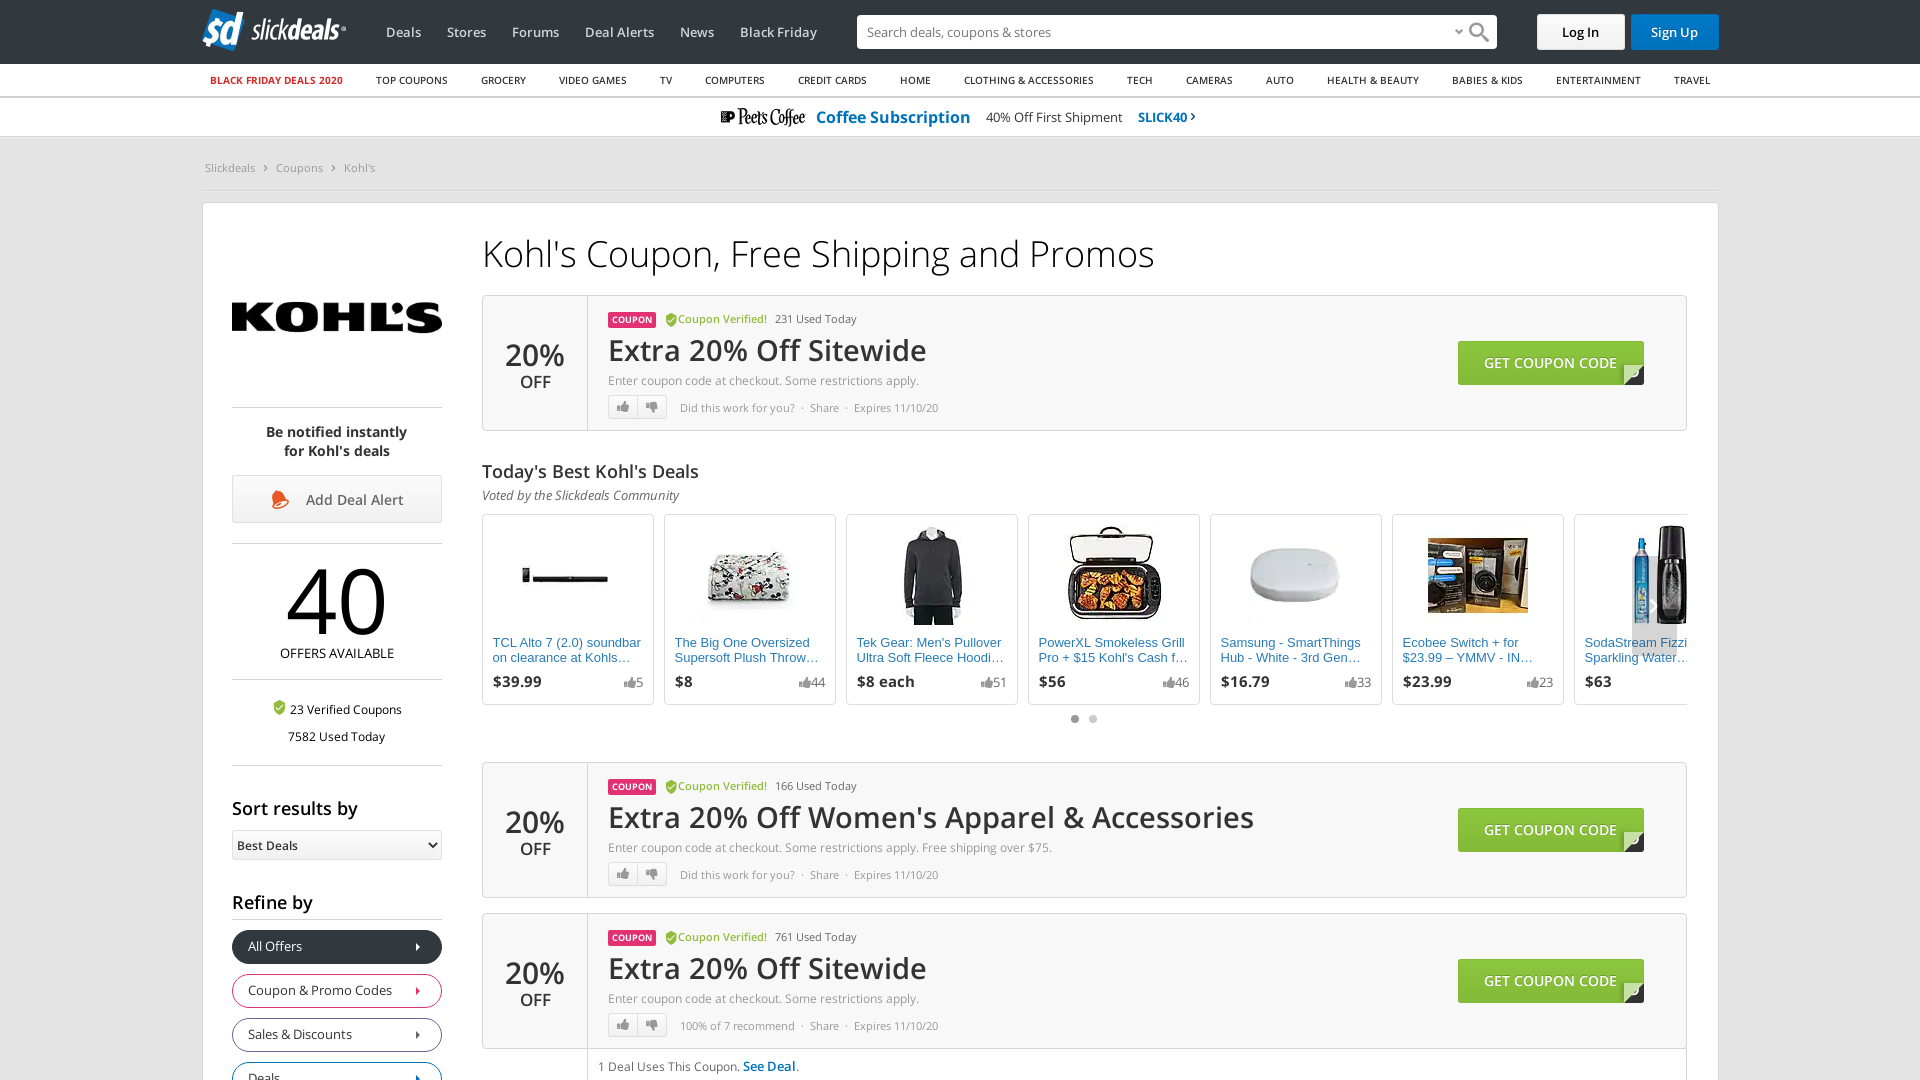 slickdeals
Deals
Stores
Forums
Deal Alerts
News
Black Friday
Search deals, coupons & stores
Log In
Sign Up
BLACK FRIDAY DEALS 2020
TOP COUPONS
GROCERY
VIDEO GAMES
TV
COMPUTERS
CREDIT CARDS
HOME
CLOTHING & ACCESSORIES
TECH
CAMERAS
AUTO
HEALTH & BEAUTY
BABIES & KIDS
ENTERTAINMENT
TRAVEL
Peet's Coffee
Coffee Subscription
40% Off First Shipment
SLICK40
Slickdeals
Coupons
Kohl's
KOHL'S
Be notified instantly
for Kohl's deals
Add Deal Alert
40
OFFERS AVAILABLE
23 Verified Coupons
7582 Used Today
Sort results by
Best Deals
Refine by
All Offers
Coupon & Promo Codes
Sales & Discounts
Deals
Kohl's Coupon, Free Shipping and Promos
20%
OFF
COUPON Coupon Verified! 231 Used Today
Extra 20% Off Sitewide
Enter coupon code at checkout. Some restrictions apply.
Did this work for you? · Share · Expires 11/10/20
GET COUPON CODE
Today's Best Kohl's Deals
Voted by the Slickdeals Community
TCL Alto 7 (2.0) soundbar
on clearance at Kohls…
$39.99 5
The Big One Oversized
Supersoft Plush Throw…
$8 44
Tek Gear: Men's Pullover
Ultra Soft Fleece Hoodi…
$8 each 51
PowerXL Smokeless Grill
Pro + $15 Kohl's Cash f…
$56 46
Samsung - SmartThings
Hub - White - 3rd Gen…
$16.79 33
Ecobee Switch + for
$23.99 – YMMV - IN…
$23.99 23
SodaStream Fizzi
Sparkling Water…
$63
20%
OFF
COUPON Coupon Verified! 166 Used Today
Extra 20% Off Women's Apparel & Accessories
Enter coupon code at checkout. Some restrictions apply. Free shipping over $75.
Did this work for you? · Share · Expires 11/10/20
GET COUPON CODE
20%
OFF
COUPON Coupon Verified! 761 Used Today
Extra 20% Off Sitewide
Enter coupon code at checkout. Some restrictions apply.
100% of 7 recommend · Share · Expires 11/10/20
GET COUPON CODE
1 Deal Uses This Coupon. See Deal.